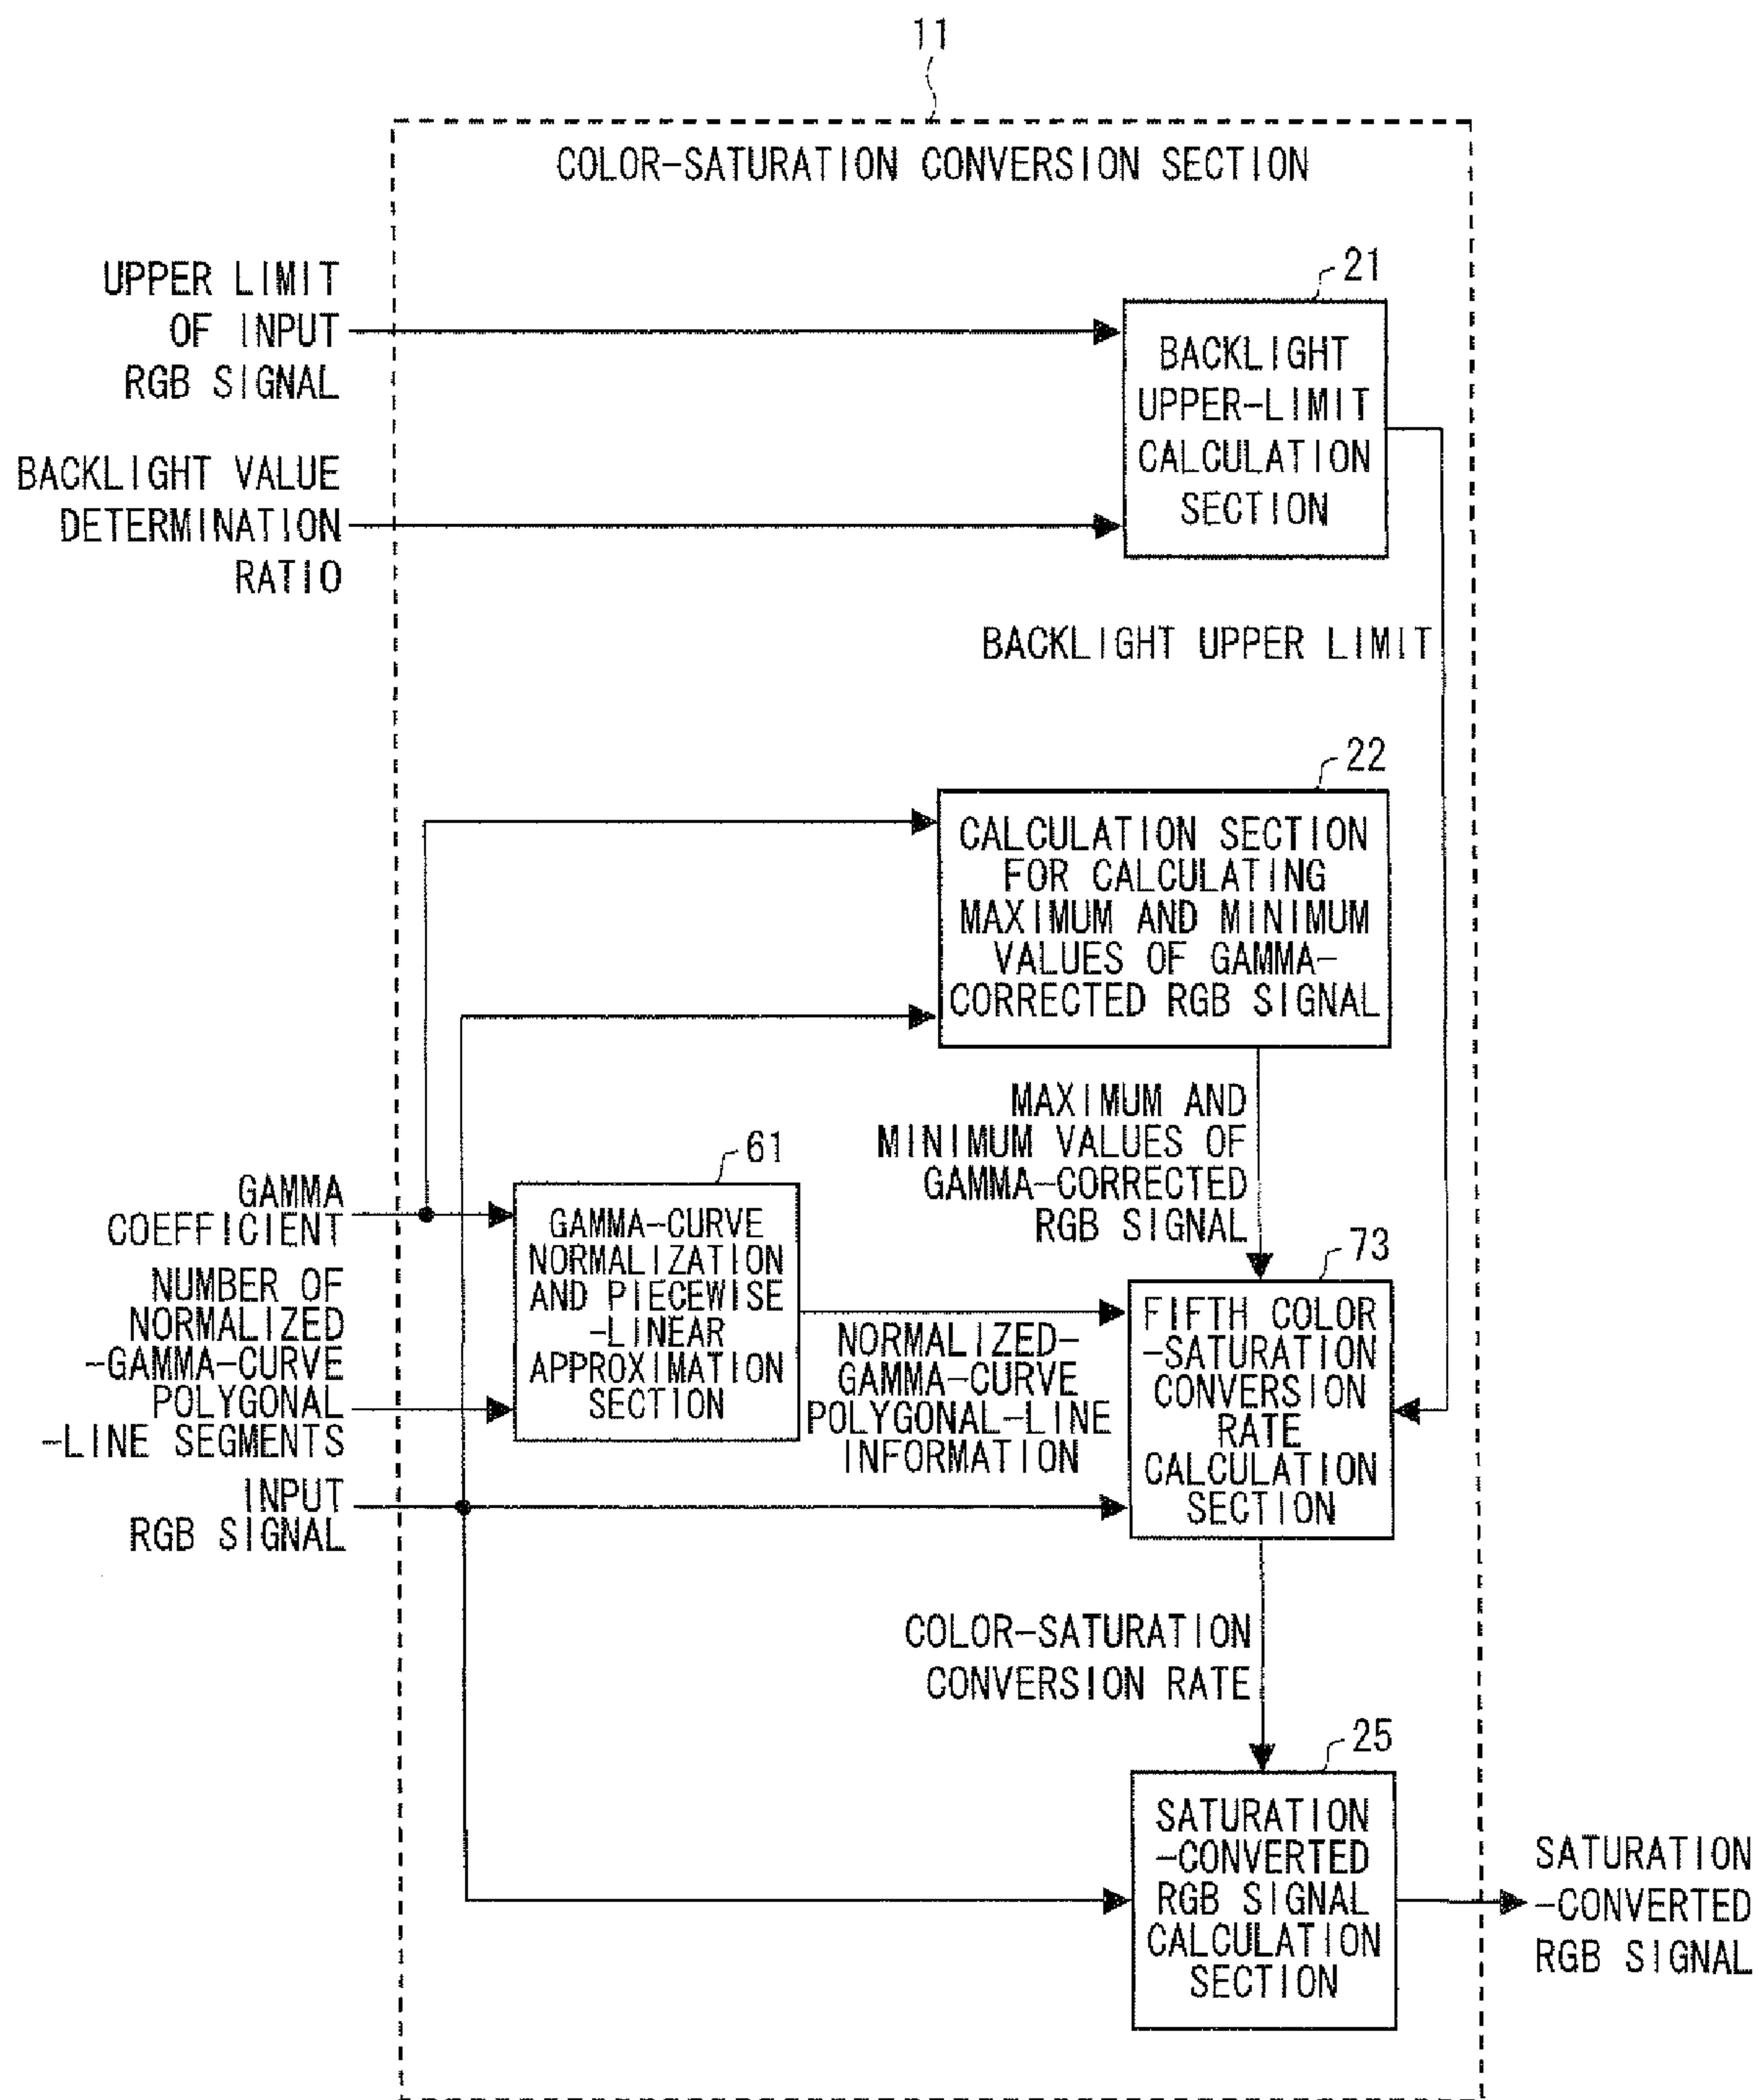 11
COLOR-SATURATION CONVERSION SECTION
UPPER LIMIT
OF INPUT
RGB SIGNAL
BACKLIGHT VALUE
DETERMINATION
RATIO
21
BACKLIGHT
UPPER-LIMIT
CALCULATION
SECTION
BACKLIGHT UPPER LIMIT
22
CALCULATION SECTION
FOR CALCULATING
MAXIMUM AND MINIMUM
VALUES OF GAMMA-
CORRECTED RGB SIGNAL
MAXIMUM AND
MINIMUM VALUES OF
GAMMA-CORRECTED
RGB SIGNAL
GAMMA
COEFFICIENT
NUMBER OF
NORMALIZED
-GAMMA-CURVE
POLYGONAL
-LINE SEGMENTS
INPUT
RGB SIGNAL
61
GAMMA-CURVE
NORMALIZATION
AND PIECEWISE
-LINEAR
APPROXIMATION
SECTION
NORMALIZED-
GAMMA-CURVE
POLYGONAL-LINE
INFORMATION
73
FIFTH COLOR
-SATURATION
CONVERSION
RATE
CALCULATION
SECTION
COLOR-SATURATION
CONVERSION RATE
25
SATURATION
-CONVERTED
RGB SIGNAL
CALCULATION
SECTION
SATURATION
-CONVERTED
RGB SIGNAL